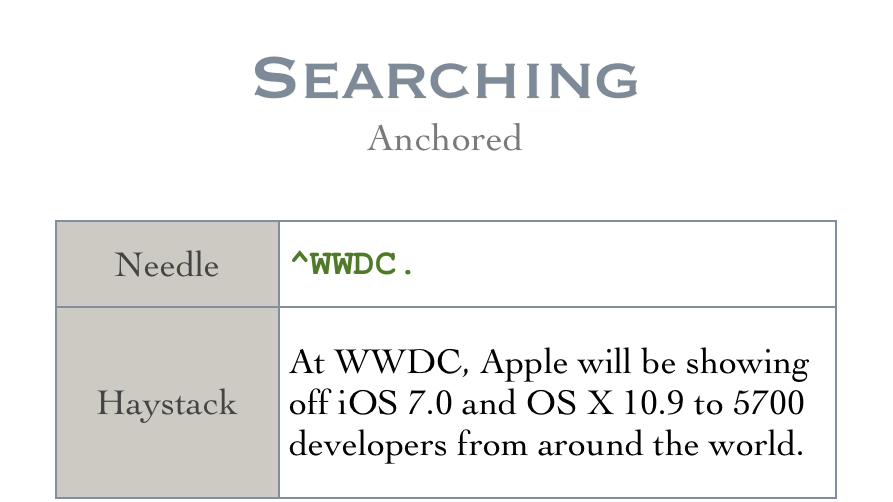 SEARCHING
Anchored
Needle
^WWDC.
Haystack
At WWDC, Apple will be showing
off iOS 7.0 and OS X 10.9 to 5700
developers from around the world.